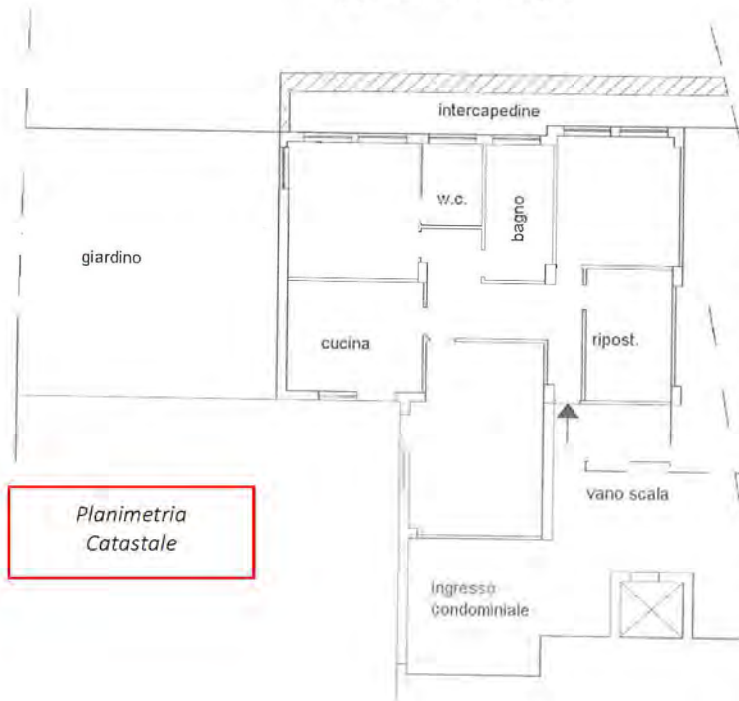 intercapedine
w.c.
bagno
giardino
cucina
ripost.
vano scala
Planimetria
Catastale
ingresso
condominiale